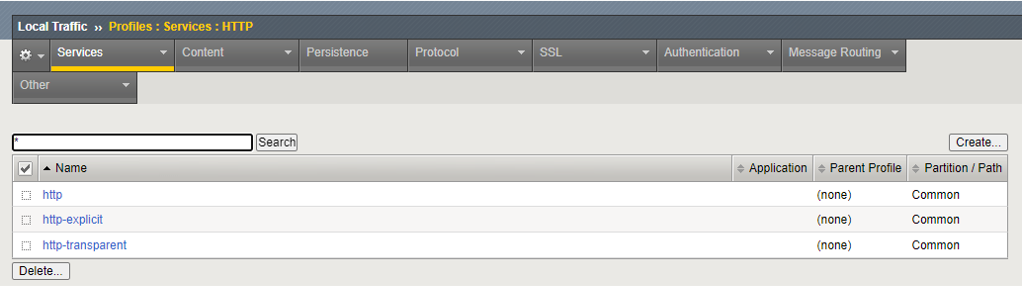 Local Traffic ›› Profiles : Services : HTTP
Services Content Persistence Protocol SSL Authentication Message Routing
Other
* Search Create...
Name Application Parent Profile Partition / Path
http (none) Common
http-explicit (none) Common
http-transparent (none) Common
Delete...